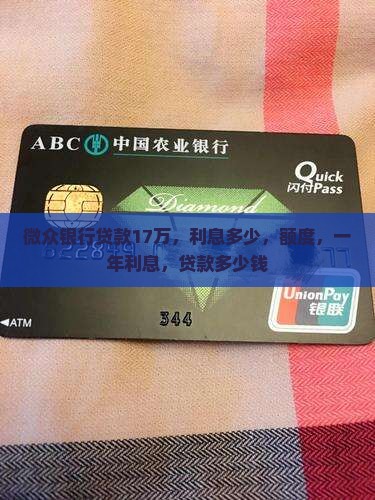 ABC 中国农业银行
Quick
闪付Pass
Diamond
微众银行贷款17万，利息多少，额度，一
年利息，贷款多少钱
UnionPay
银联
◀ATM
344